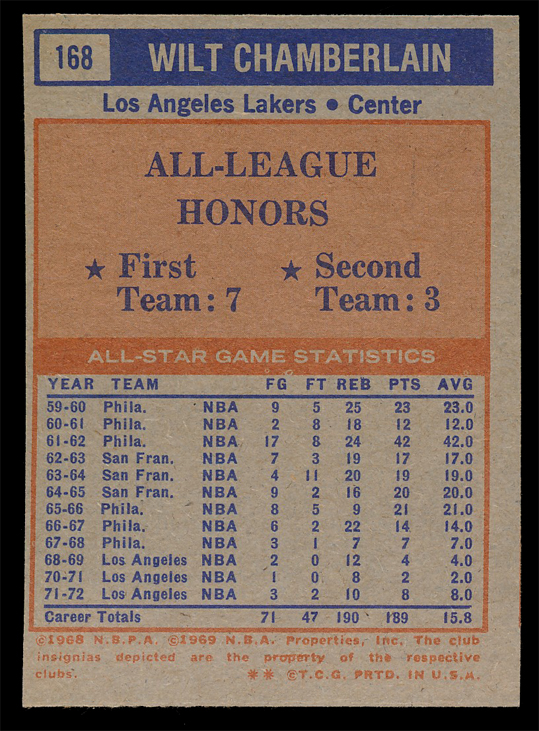 168 WILT CHAMBERLAIN
Los Angeles Lakers • Center
ALL-LEAGUE
HONORS
★ First ★ Second
Team: 7 Team: 3
ALL-STAR GAME STATISTICS
YEAR TEAM FG FT REB PTS AVG
59-60 Phila. NBA 9 5 25 23 23.0
60-61 Phila. NBA 2 8 18 12 12.0
61-62 Phila. NBA 17 8 24 42 42.0
62-63 San Fran. NBA 7 3 19 17 17.0
63-64 San Fran. NBA 4 11 20 19 19.0
64-65 San Fran. NBA 9 2 16 20 20.0
65-66 Phila. NBA 8 5 9 21 21.0
66-67 Phila. NBA 6 2 22 14 14.0
67-68 Phila. NBA 3 1 7 7 7.0
68-69 Los Angeles NBA 2 0 12 4 4.0
70-71 Los Angeles NBA 1 0 8 2 2.0
71-72 Los Angeles NBA 3 2 10 8 8.0
Career Totals 71 47 190 189 15.8
©1968 N.B.P.A. ©1969 N.B.A. Properties, Inc. The club
insignias depicted are the property of the respective
clubs. ** ©T.C.G. PRTD. IN U.S.A.